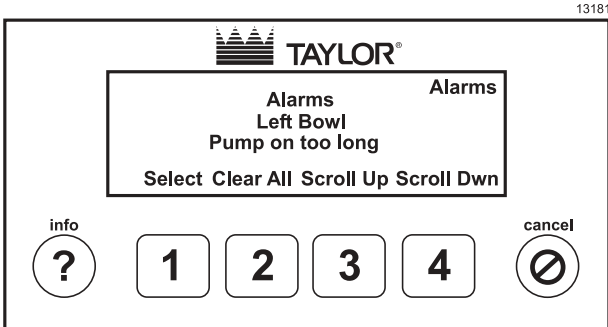 13181
TAYLOR®
Alarms
Alarms
Left Bowl
Pump on too long
Select Clear All Scroll Up Scroll Dwn
info cancel
? 1 2 3 4